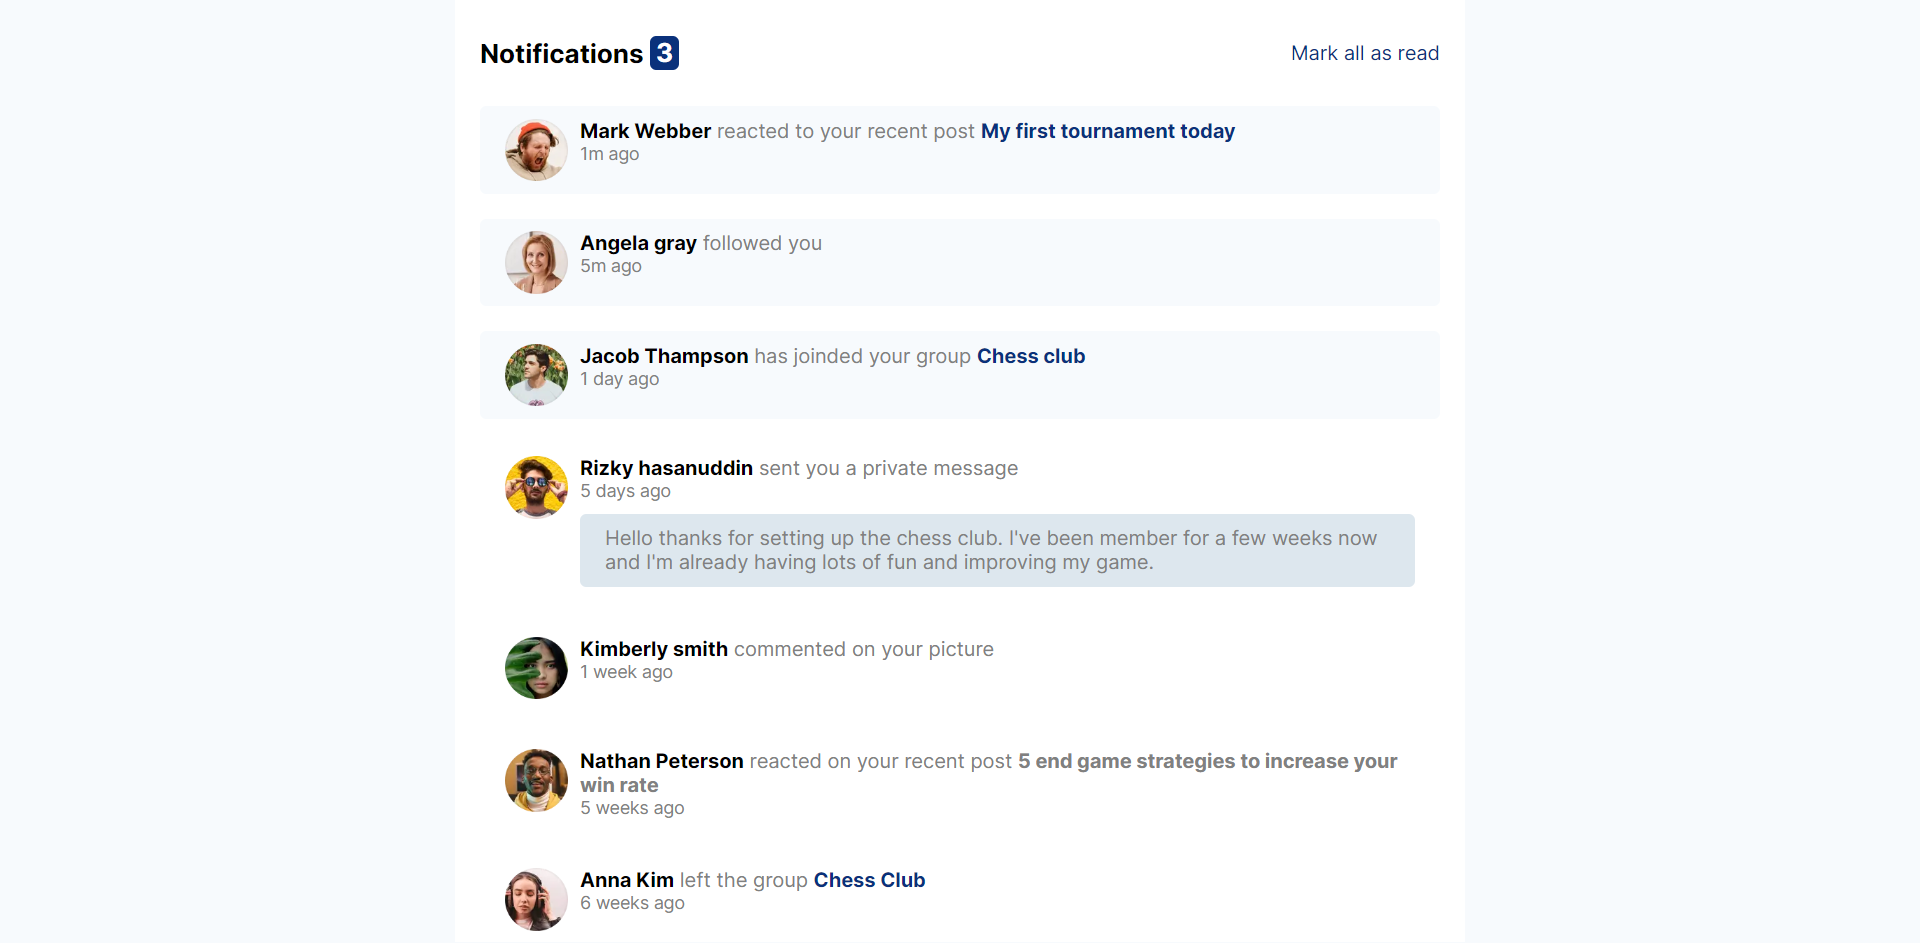 Notifications 3
Mark all as read
Mark Webber reacted to your recent post My first tournament today
1m ago
Angela gray followed you
5m ago
Jacob Thampson has joinded your group Chess club
1 day ago
Rizky hasanuddin sent you a private message
5 days ago
Hello thanks for setting up the chess club. I've been member for a few weeks now
and I'm already having lots of fun and improving my game.
Kimberly smith commented on your picture
1 week ago
Nathan Peterson reacted on your recent post 5 end game strategies to increase your
win rate
5 weeks ago
Anna Kim left the group Chess Club
6 weeks ago